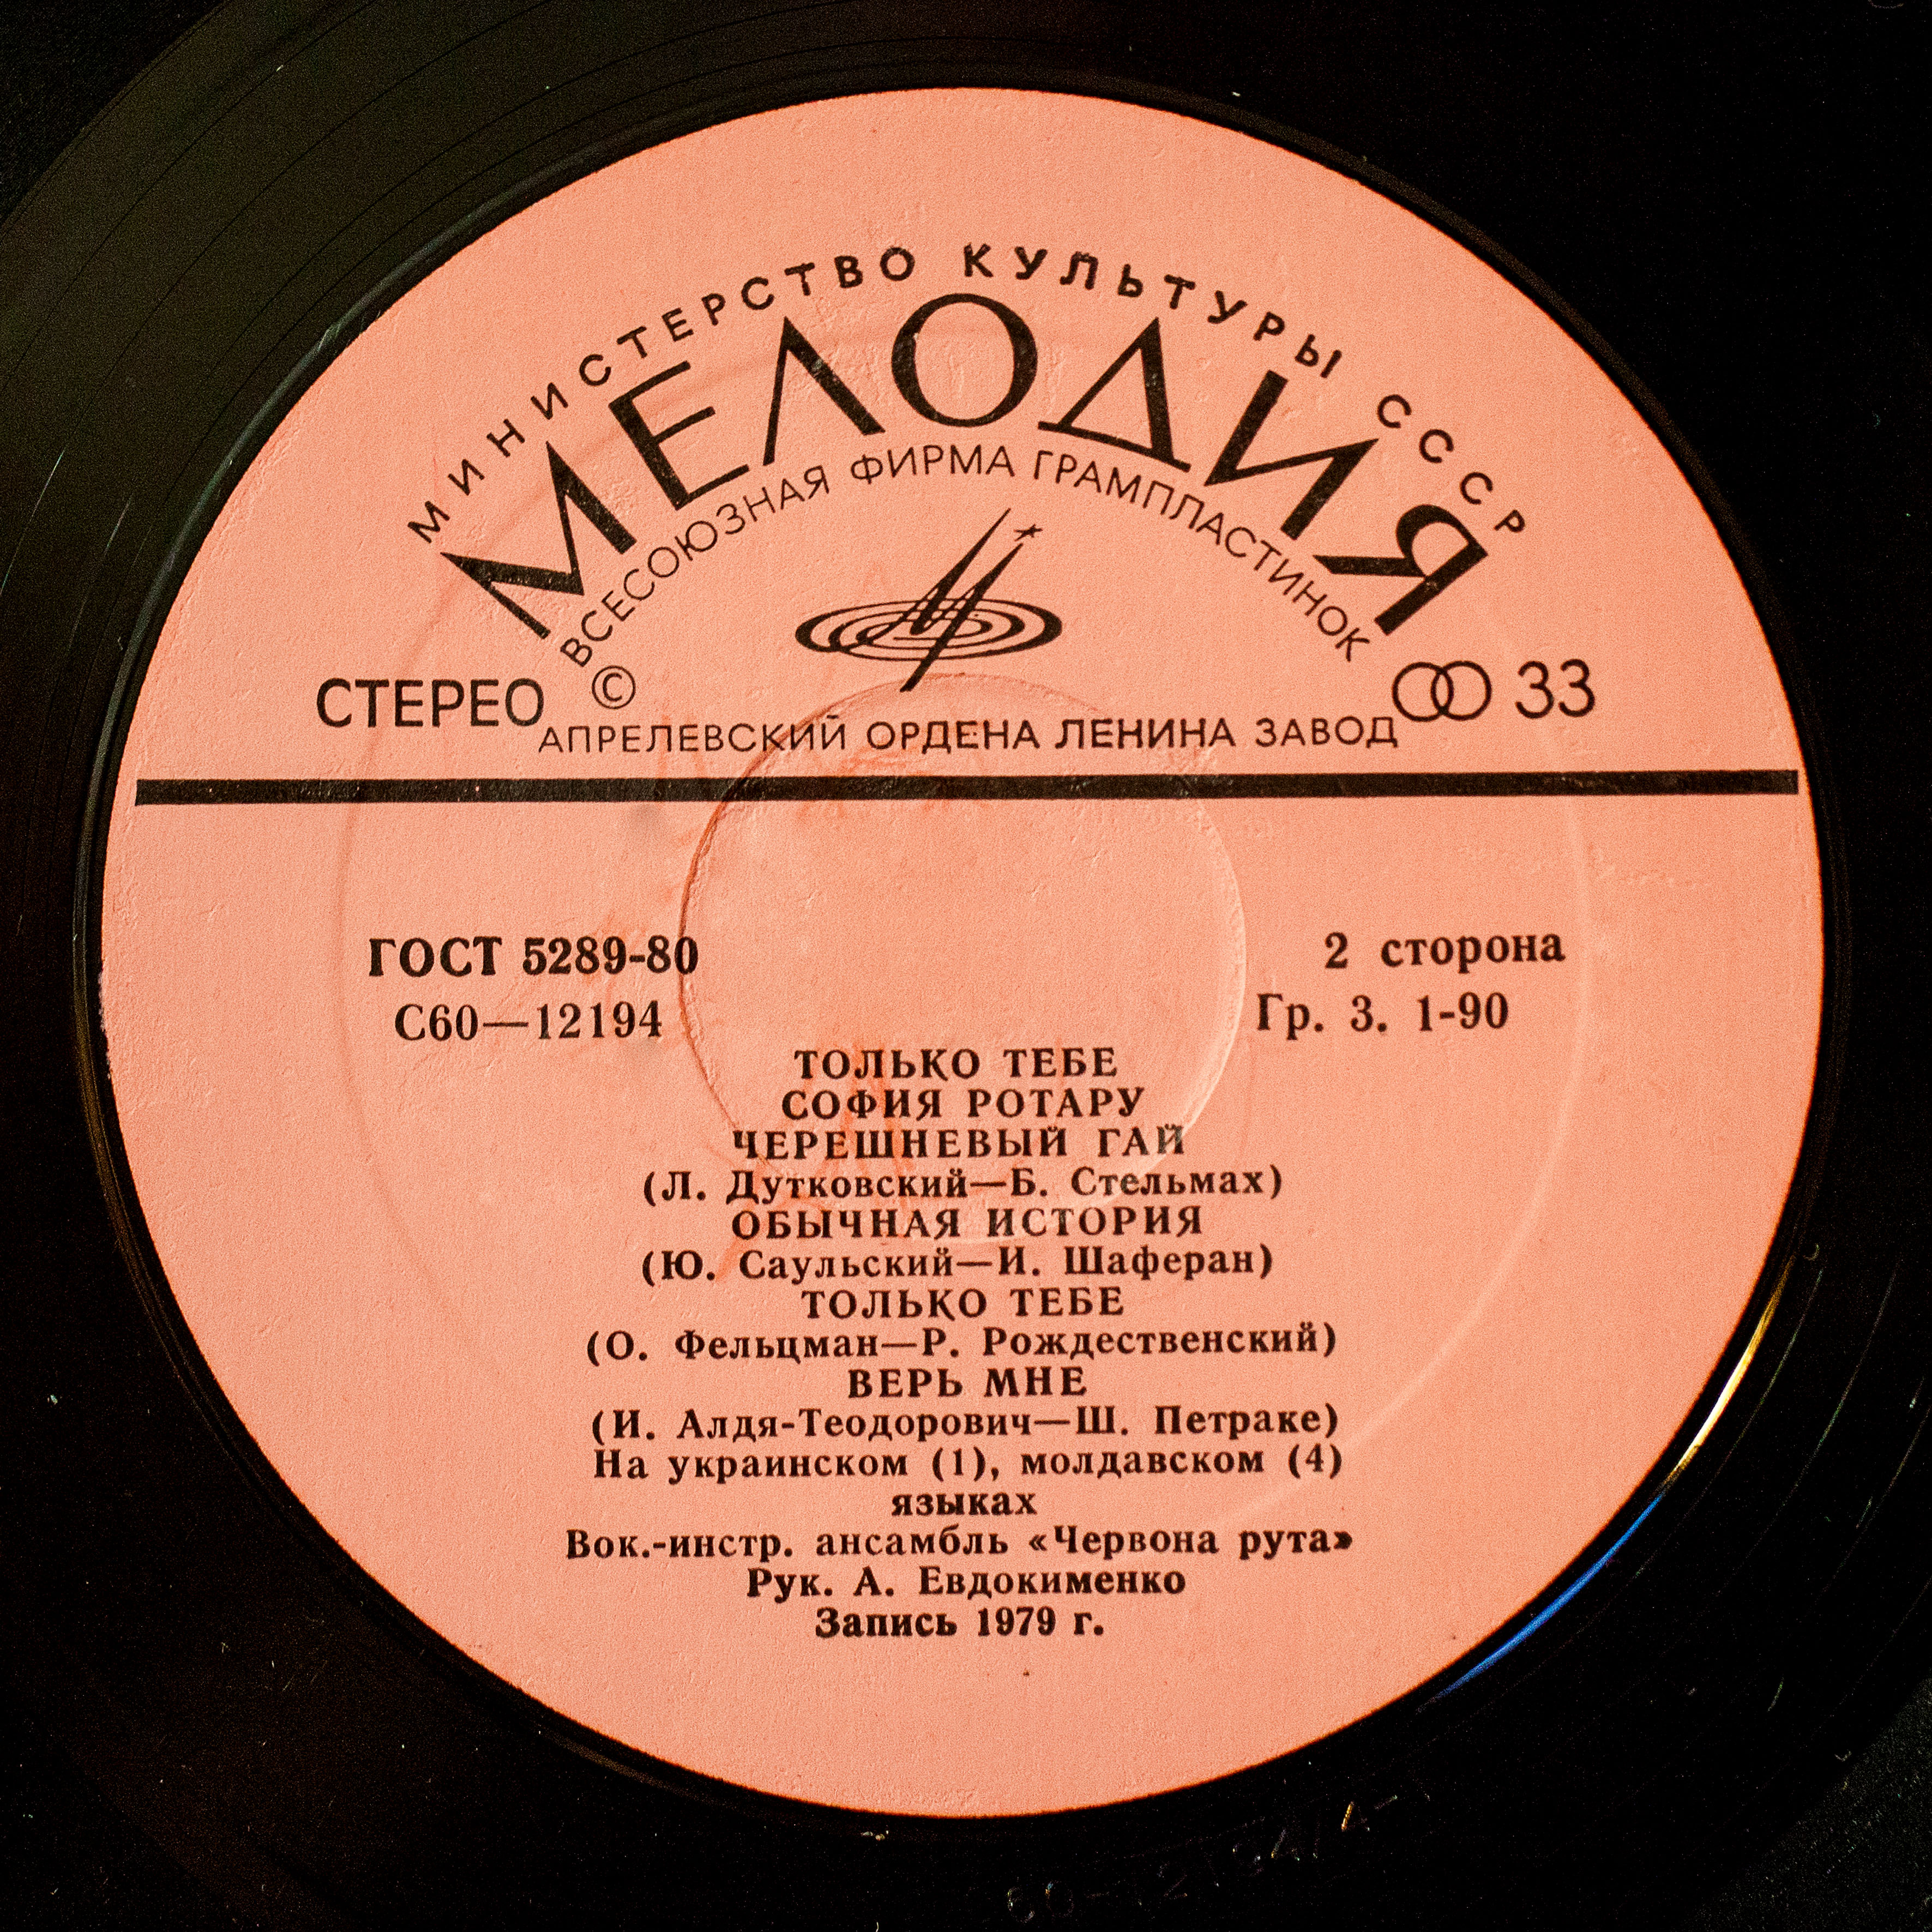 МИНИСТЕРСТВО КУЛЬТУРЫ СССР
МЕЛОДИЯ
ВСЕСОЮЗНАЯ ФИРМА ГРАМПЛАСТИНОК
СТЕРЕО © 33
АПРЕЛЕВСКИЙ ОРДЕНА ЛЕНИНА ЗАВОД
ГОСТ 5289-80 2 сторона
С60—12194 Гр. 3. 1-90
ТОЛЬКО ТЕБЕ
СОФИЯ РОТАРУ
ЧЕРЕШНЕВЫЙ ГАЙ
(Л. Дутковский—Б. Стельмах)
ОБЫЧНАЯ ИСТОРИЯ
(Ю. Саульский—И. Шаферан)
ТОЛЬКО ТЕБЕ
(О. Фельцман—Р. Рождественский)
ВЕРЬ МНЕ
(И. Алдя-Теодорович—Ш. Петраке)
На украинском (1), молдавском (4)
языках
Вок.-инстр. ансамбль «Червона рута»
Рук. А. Евдокименко
Запись 1979 г.